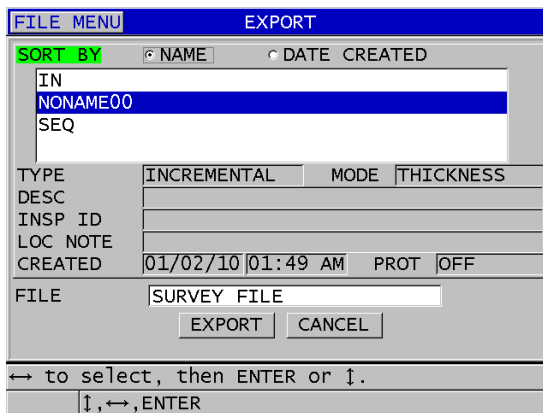 FILE MENU EXPORT
SORT BY NAME DATE CREATED
IN
NONAME00
SEQ
TYPE INCREMENTAL MODE THICKNESS
DESC
INSP ID
LOC NOTE
CREATED 01/02/10 01:49 AM PROT OFF
FILE SURVEY FILE
EXPORT CANCEL
↔ to select, then ENTER or ↕.
↕,↔,ENTER